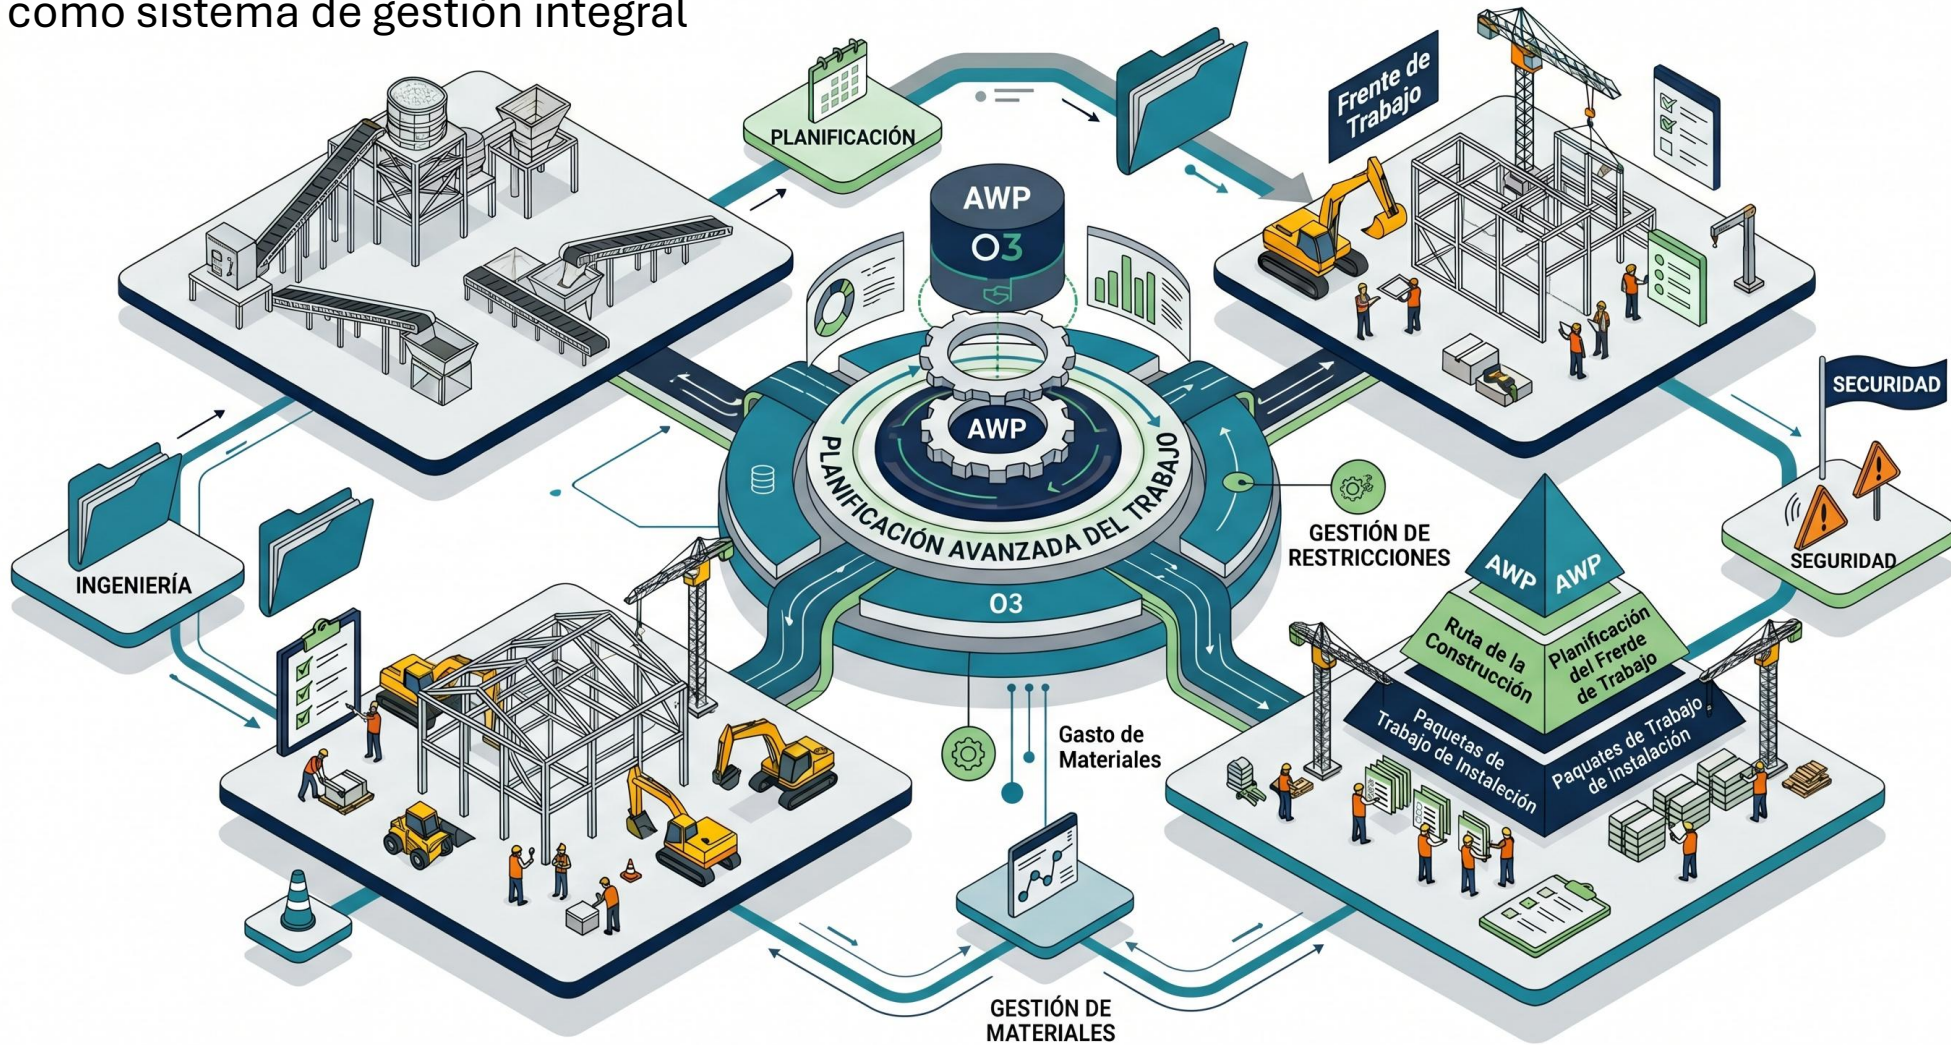 como sistema de gestión integral
PLANIFICACIÓN
Frente de
Trabajo
AWP
O3
SECURIDAD
AWP
PLANIFICACIÓN AVANZADA DEL TRABAJO
GESTIÓN DE
RESTRICCIONES
SEGURIDAD
INGENIERÍA
O3
AWP AWP
Ruta de la
Construcción
Planificación
del Frerde
de Trabajo
Paquetas de
Trabajo de Instaleción
Paquates de Trabajo
de Instalación
Gasto de
Materiales
GESTIÓN DE
MATERIALES